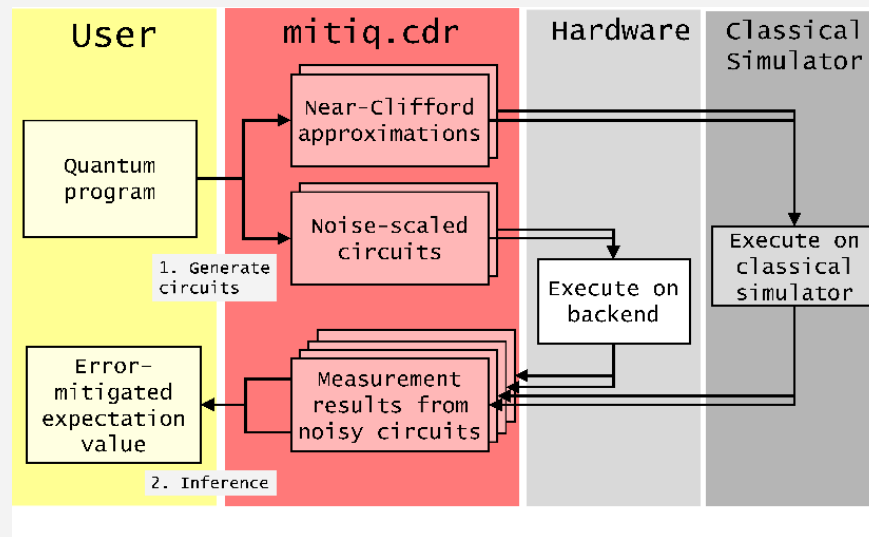 User
mitiq.cdr
Hardware
Classical
Simulator
Near-Clifford
approximations
Quantum
program
Noise-scaled
circuits
1. Generate
circuits
Execute on
backend
Execute on
classical
simulator
Error-
mitigated
expectation
value
Measurement
results from
noisy circuits
2. Inference